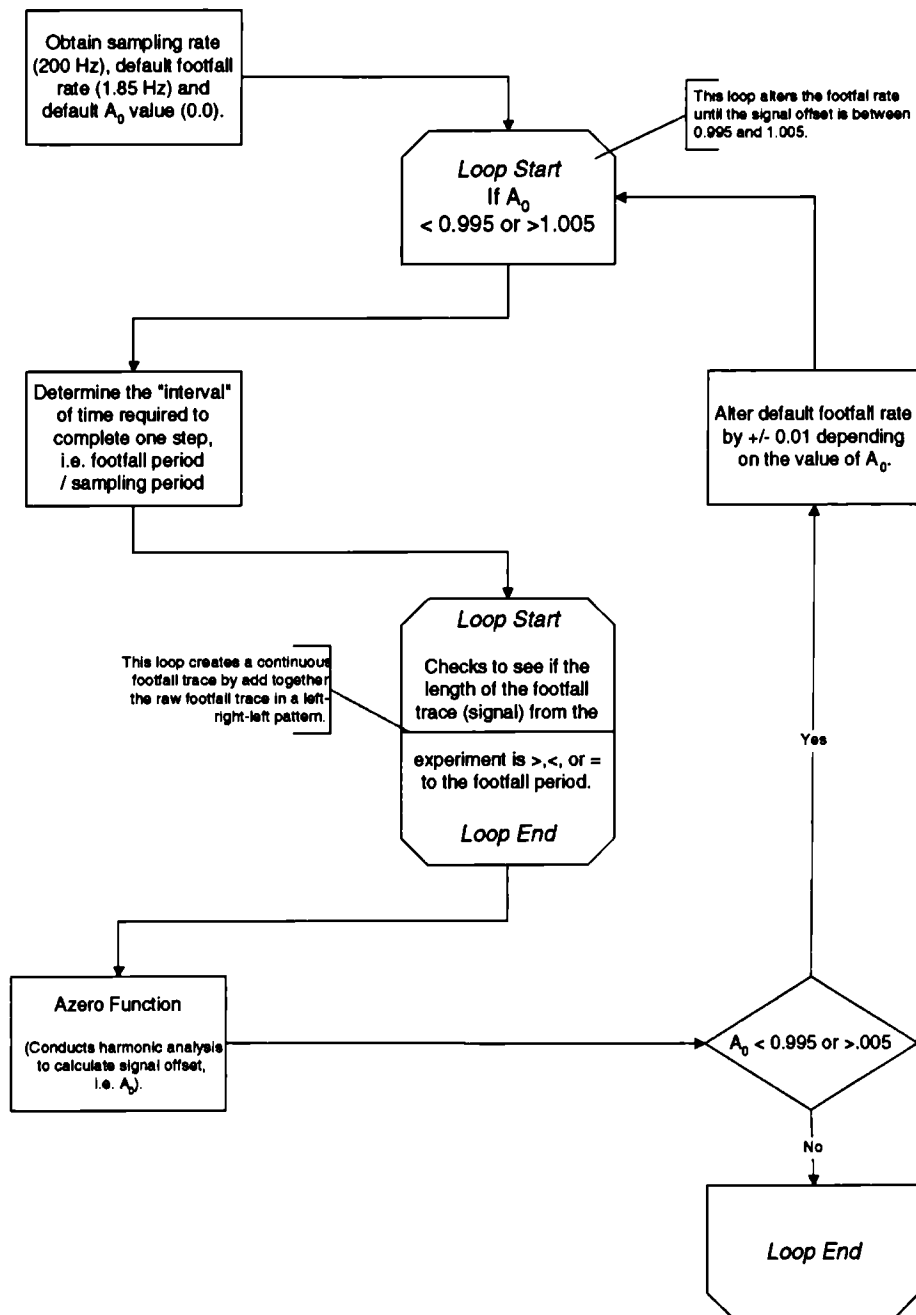 Obtain sampling rate
(200 Hz), default footfall
rate (1.85 Hz) and
default A0 value (0.0).
This loop alters the footfal rate
until the signal offset is between
0.995 and 1.005.
Loop Start
If A0
< 0.995 or >1.005
Determine the "interval"
of time required to
complete one step,
i.e. footfall period
/ sampling period
Alter default footfall rate
by +/- 0.01 depending
on the value of A0.
Loop Start
Checks to see if the
length of the footfall
trace (signal) from the
experiment is >,<, or =
to the footfall period.
Loop End
This loop creates a continuous
footfall trace by add together
the raw footfall trace in a left-
right-left pattern.
Yes
Azero Function
(Conducts harmonic analysis
to calculate signal offset,
i.e. A0).
A0 < 0.995 or >.005
No
Loop End